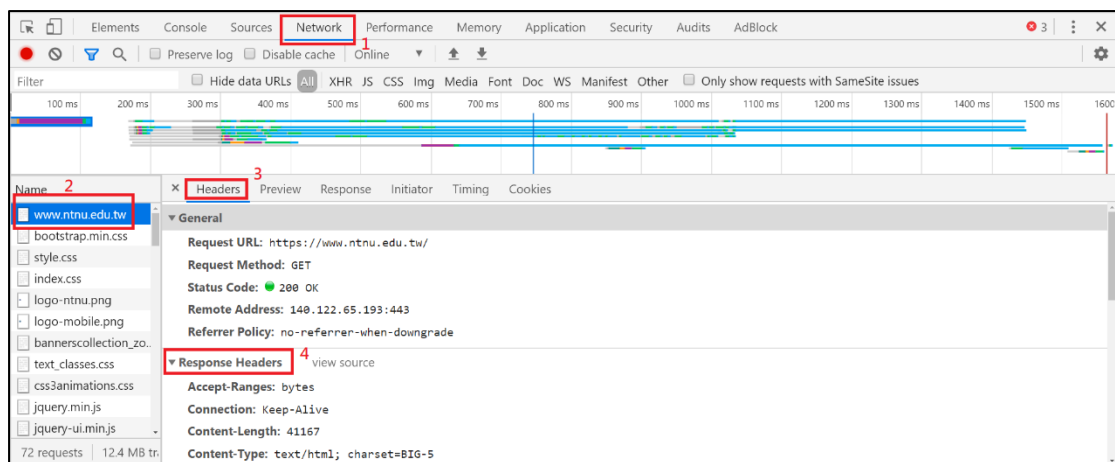 Elements Console Sources Network Performance Memory Application Security Audits AdBlock 3
1
Preserve log Disable cache Online
Filter Hide data URLs All XHR JS CSS Img Media Font Doc WS Manifest Other Only show requests with SameSite issues
100 ms 200 ms 300 ms 400 ms 500 ms 600 ms 700 ms 800 ms 900 ms 1000 ms 1100 ms 1200 ms 1300 ms 1400 ms 1500 ms 1600
Name 2
www.ntnu.edu.tw
bootstrap.min.css
style.css
index.css
logo-ntnu.png
logo-mobile.png
bannerscollection_zo...
text_classes.css
css3animations.css
jquery.min.js
jquery-ui.min.js
72 requests 12.4 MB tr
3
Headers Preview Response Initiator Timing Cookies
General
Request URL: https://www.ntnu.edu.tw/
Request Method: GET
Status Code: 200 OK
Remote Address: 140.122.65.193:443
Referrer Policy: no-referrer-when-downgrade
Response Headers 4 view source
Accept-Ranges: bytes
Connection: Keep-Alive
Content-Length: 41167
Content-Type: text/html; charset=BIG-5